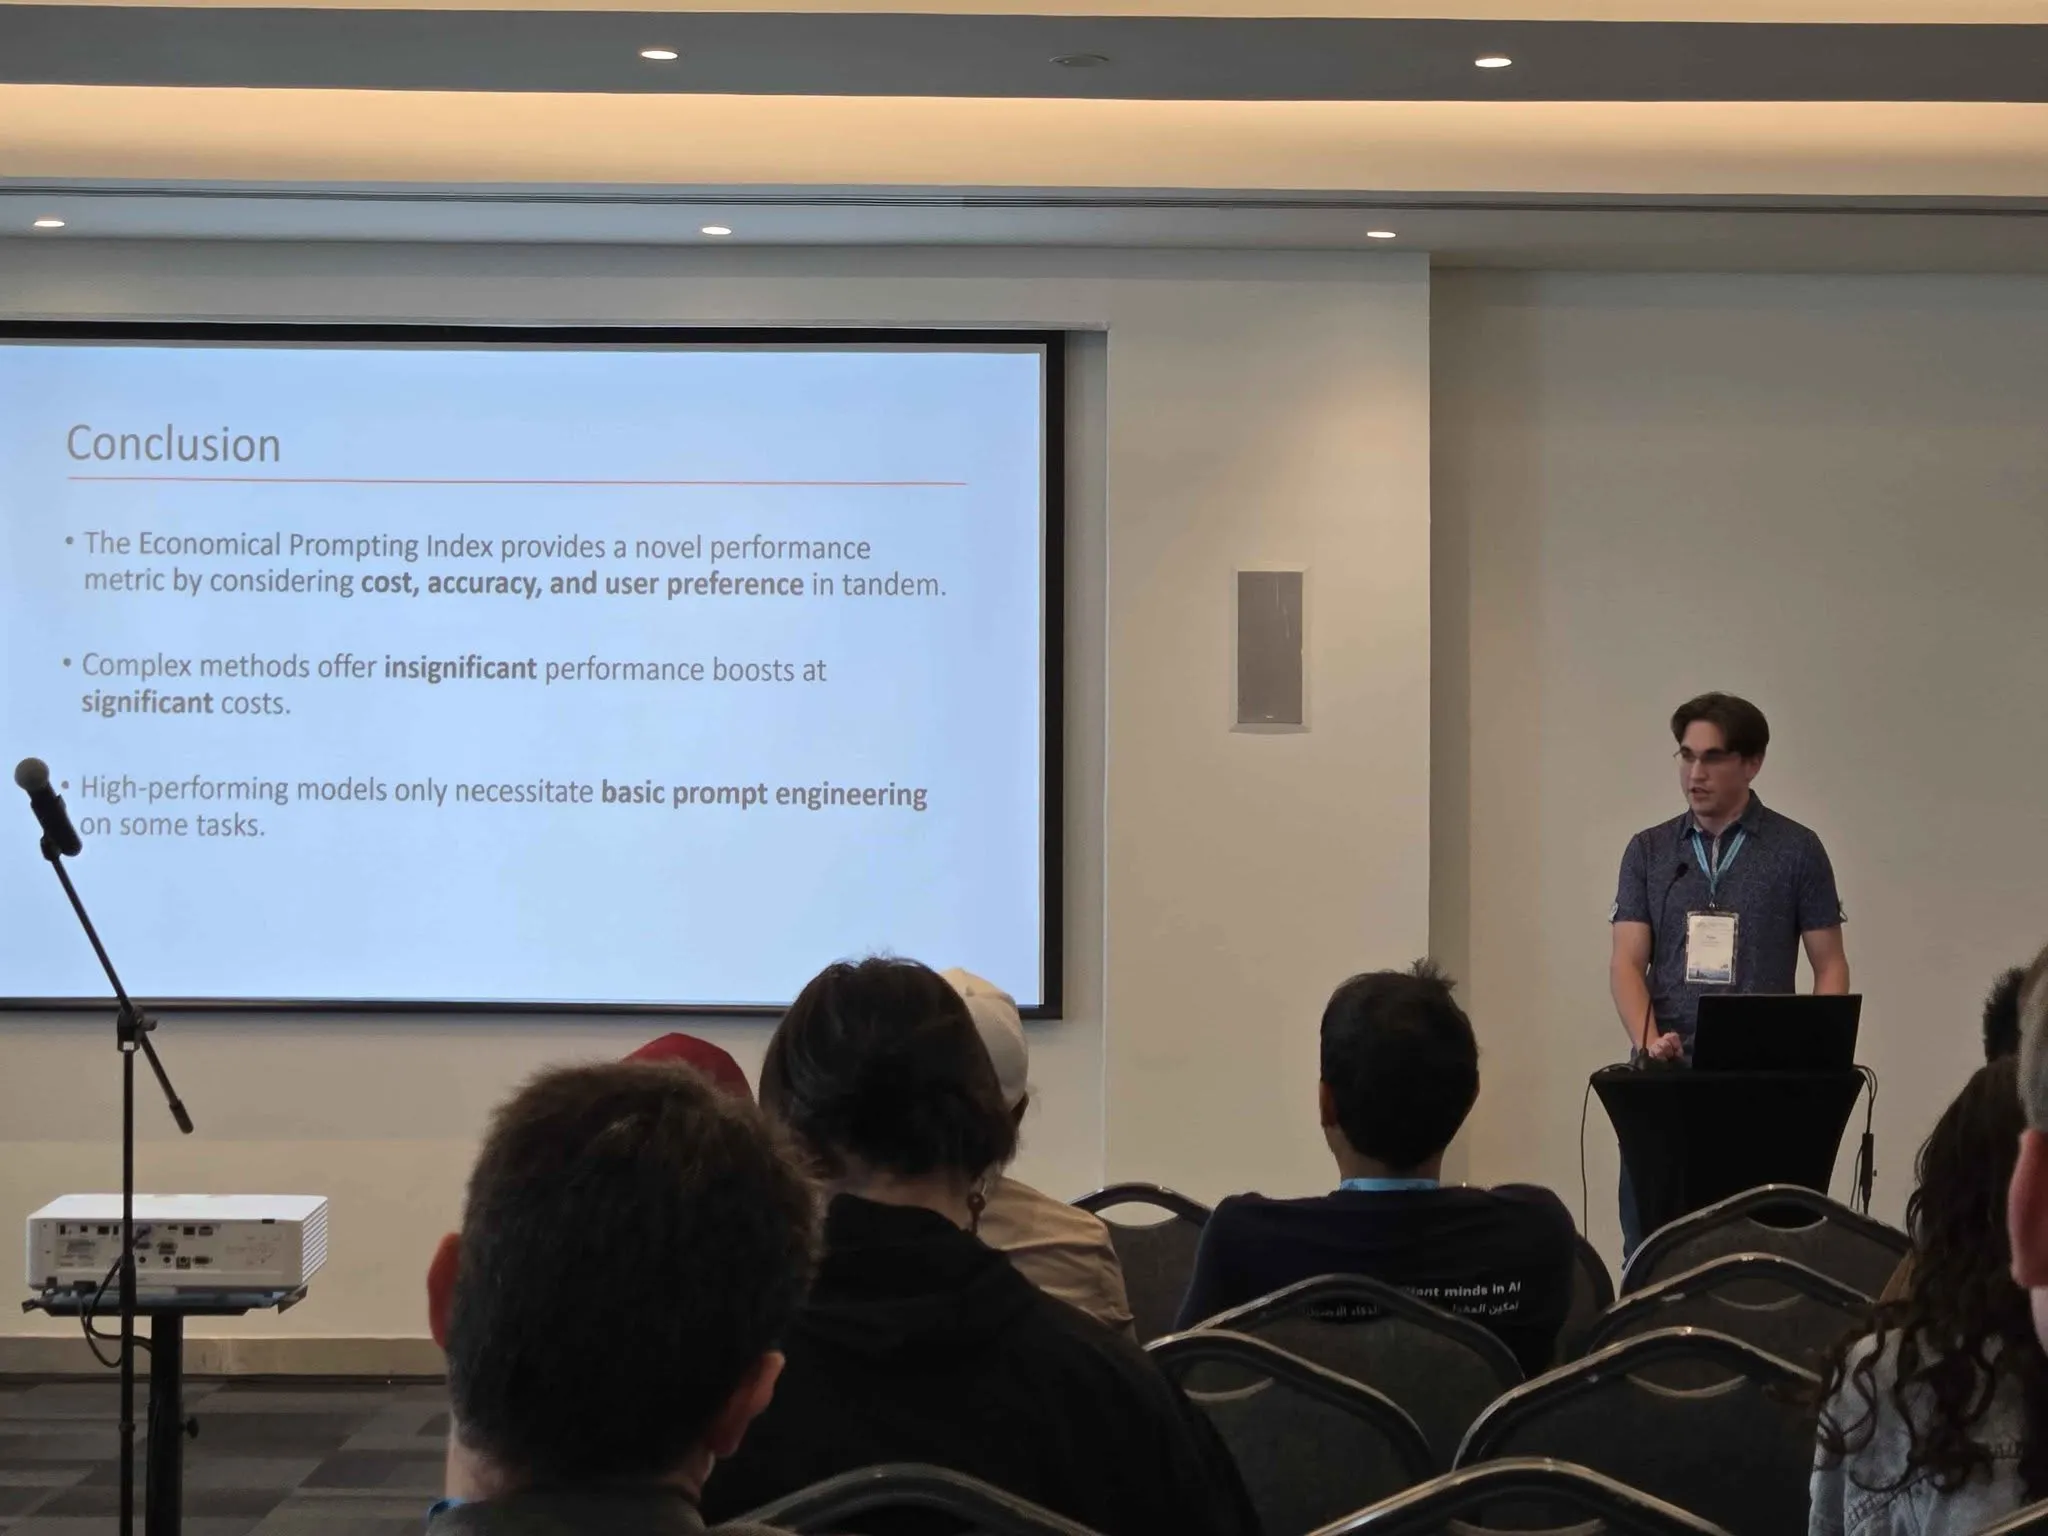 Conclusion
• The Economical Prompting Index provides a novel performance
metric by considering cost, accuracy, and user preference in tandem.
• Complex methods offer insignificant performance boosts at
significant costs.
• High-performing models only necessitate basic prompt engineering
on some tasks.
minds in AI